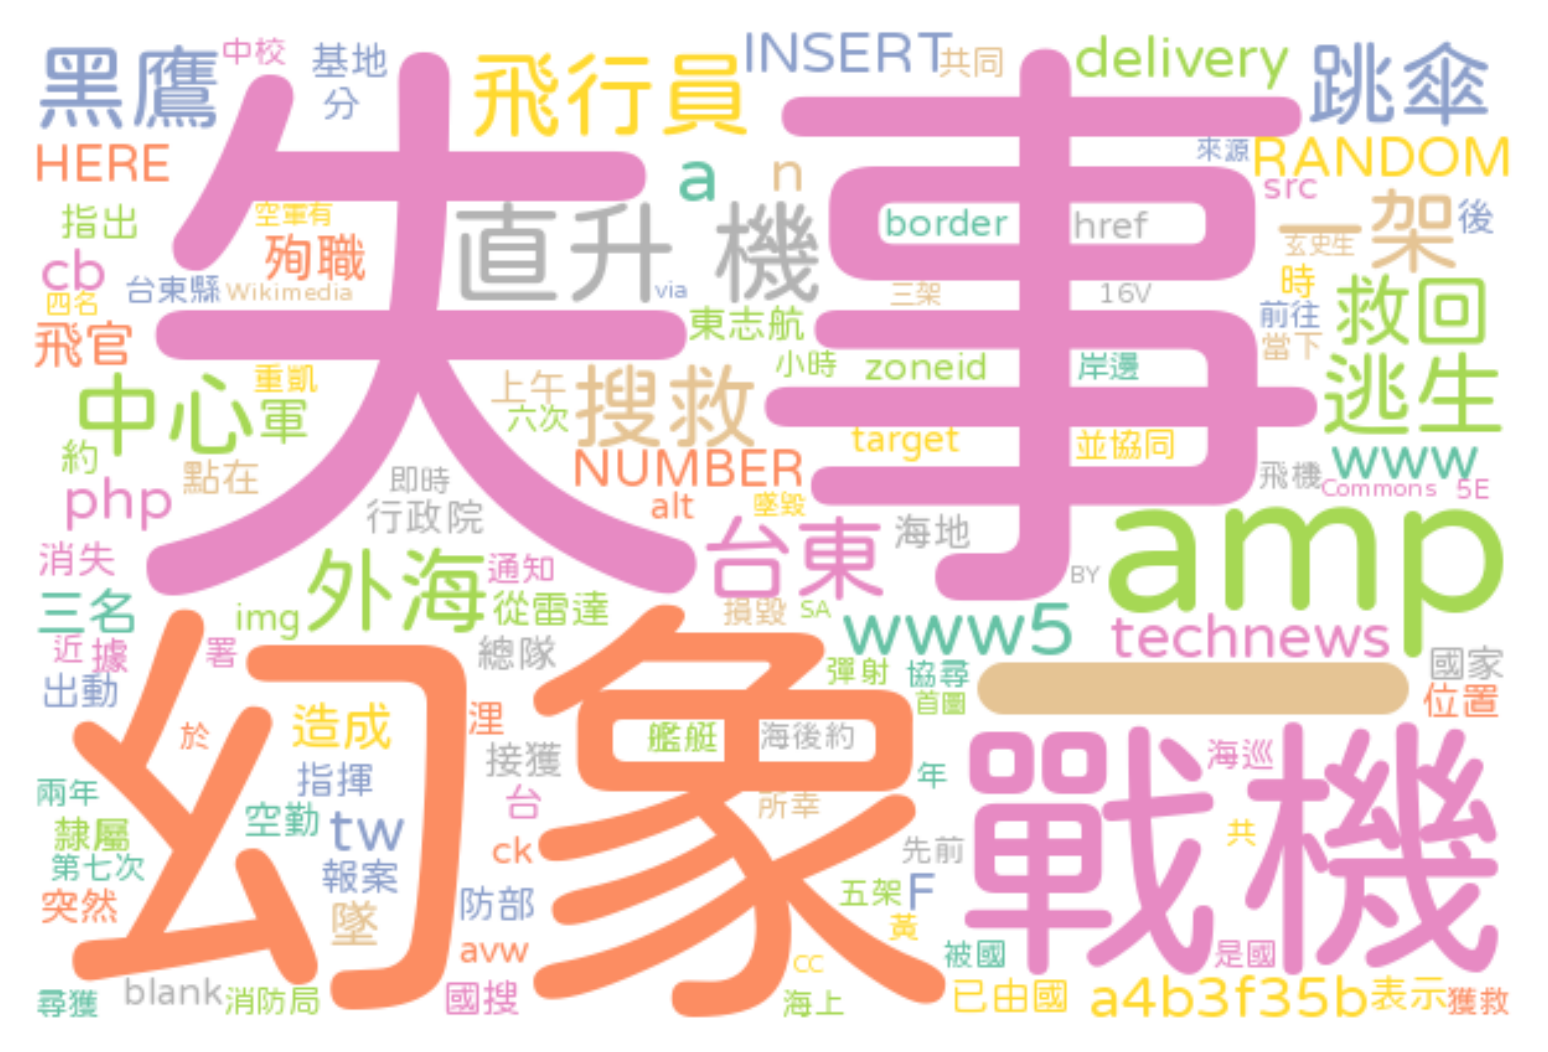 黑鷹
中校
基地
分
飛行員
INSERT
共同
delivery
跳傘
HERE
失事
a
n
來源
RANDOM
src
指出
空軍有
殉職
直升 機
border
href
一架
後
玄史生
cb
台東縣
Wikimedia
via
三架
16V
時
四名
飛官
東志航
前往
救回
重凱
小時
zoneid
岸邊
當下
中心
軍
上午
六次
搜救
target
並協同
逃生
約
點在
即時
NUMBER
飛機
www
php
行政院
alt
墜毀
Commons
5E
消失
外海
通知
台東
海地
BY
amp
三名
img
從雷達
損毀
SA
www5
technews
近
據
署
總隊
彈射
協尋
國家
出動
首圖
位置
幻象
一
戰機
於
造成
浬
艦艇
海後約
海巡
接獲
指揮
年
兩年
台
所幸
空勤
tw
隸屬
共
第七次
ck
先前
報案
突然
防部
五架
F
墜
黃
avw
被國
是國
CC
尋獲
blank
消防局
國搜
海上
已由國
a4b3f35b
表示
獲救